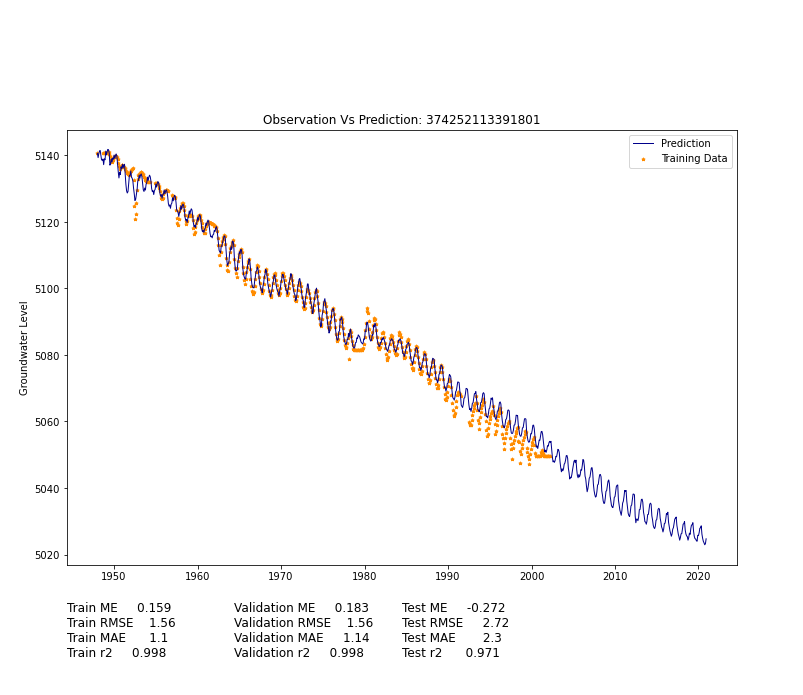 Observation Vs Prediction: 374252113391801
Prediction
Training Data
Groundwater Level
5140
5120
5100
5080
5060
5040
5020
1950 1960 1970 1980 1990 2000 2010 2020
Train ME 0.159 Validation ME 0.183 Test ME -0.272
Train RMSE 1.56 Validation RMSE 1.56 Test RMSE 2.72
Train MAE 1.1 Validation MAE 1.14 Test MAE 2.3
Train r2 0.998 Validation r2 0.998 Test r2 0.971